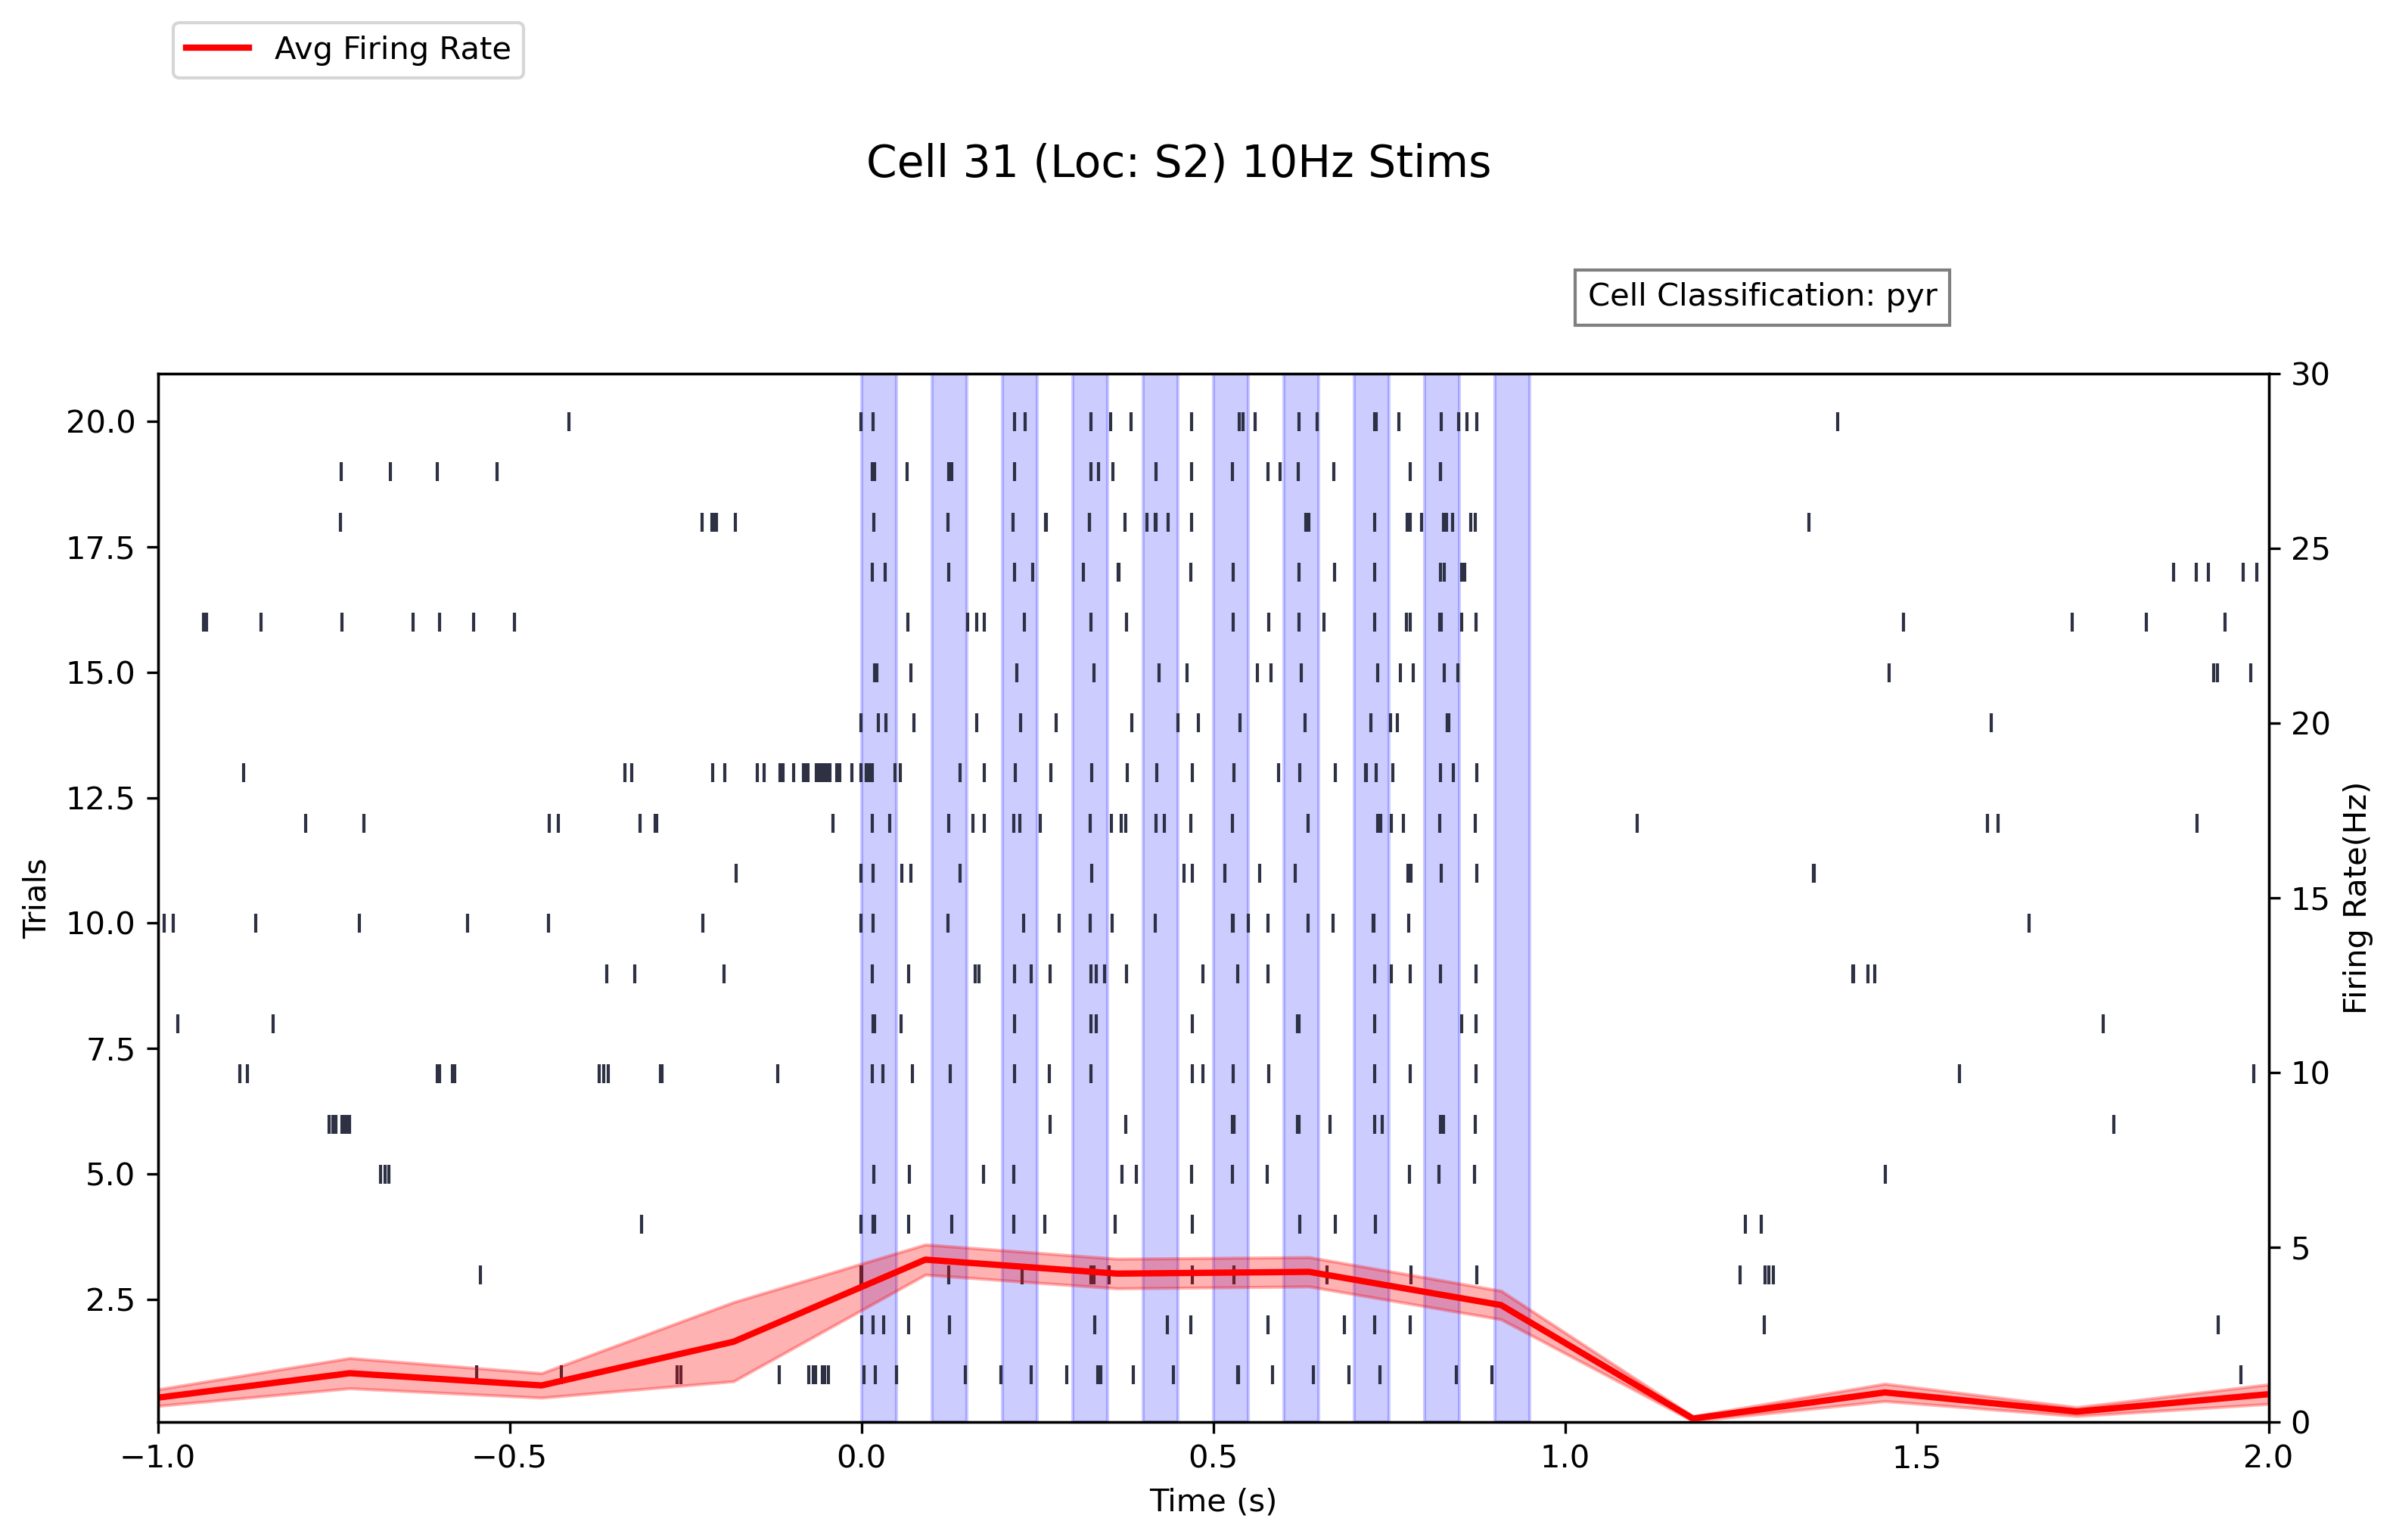 Avg Firing Rate
Cell 31 (Loc: S2) 10Hz Stims
Cell Classification: pyr
20.0
17.5
15.0
12.5
10.0
7.5
5.0
2.5
Trials
30
25
20
15
10
5
0
Firing Rate(Hz)
−1.0 −0.5 0.0 0.5 1.0 1.5 2.0
Time (s)